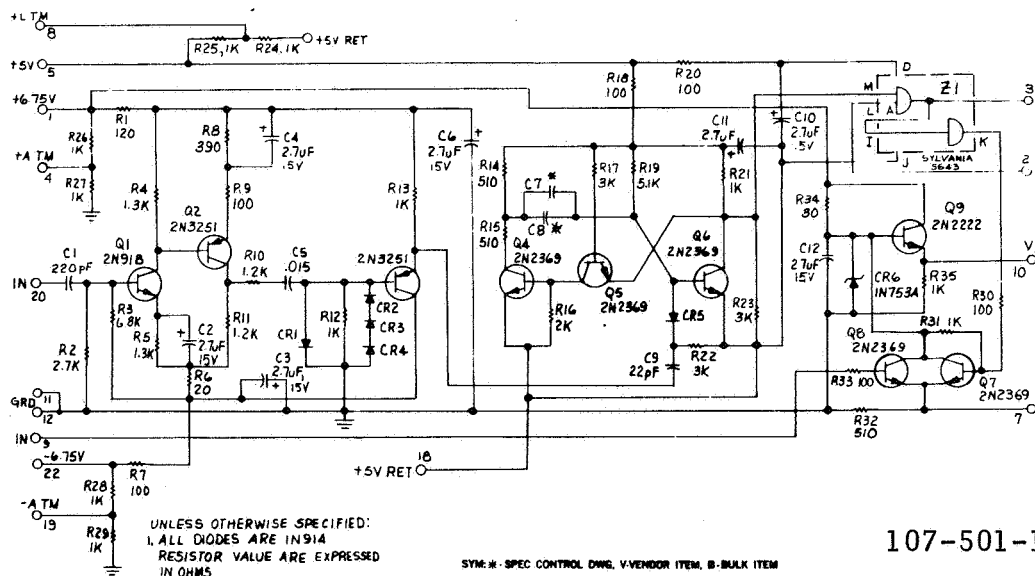 +L TM
8
R25,1K R24,1K +5V RET
+5V
5
R18
100
R20
100
D
M
L
A
I
Z1
K
J
SYLVANIA
5643
3
2
+6.75V
1
R1
120
R26
1K
+A TM
4
R27
1K
R8
390
C4
2.7uF
15V
C6
2.7uF
15V
R4
1.3K
R9
100
R13
1K
R14
510
C7*
C8*
R17
3K
R19
5.1K
C11
2.7uF
C10
2.7uF
.5V
R21
1K
R34
80
Q9
2N2222
Q2
2N3251
Q1
2N918
C1
220pF
IN
20
R10
1.2K
C5
.015
2N3251
R15
510
Q4
2N2369
Q6
2N2369
C12
2.7uF
15V
CR6
1N753A
R35
1K
V
10
R3
6.8K
R5
1.3K
C2
2.7uF
15V
R11
1.2K
CR1
R12
1K
CR2
CR3
CR4
Q5
2N2369
R16
2K
CR5
R23
3K
R30
100
R2
2.7K
R6
20
C3
2.7uF
15V
C9
22pF
R22
3K
Q8
2N2369
R31 1K
R33 100
Q7
2N2369
GRD
11
12
IN
9
R32
510
7
-6.75V
22
R7
100
+5V RET
18
R28
1K
-A TM
19
R29
1K
UNLESS OTHERWISE SPECIFIED:
1. ALL DIODES ARE IN914
RESISTOR VALUE ARE EXPRESSED
IN OHMS
SYM: * - SPEC CONTROL DWG, V-VENDOR ITEM, B-BULK ITEM